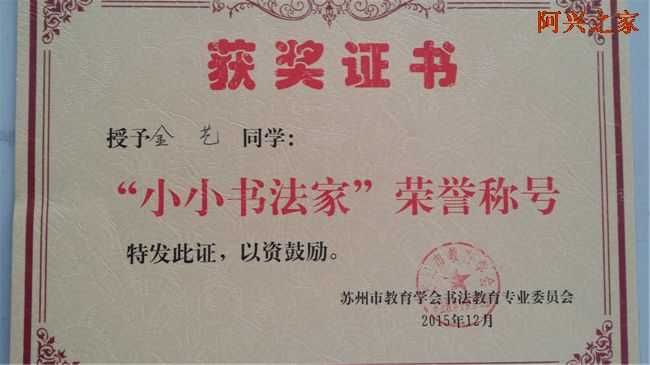 阿兴之家
获奖证书
授予金艺 同学：
“小小书法家”荣誉称号
特发此证，以资鼓励。
苏州市教育学会书法教育专业委员会
2015年12月